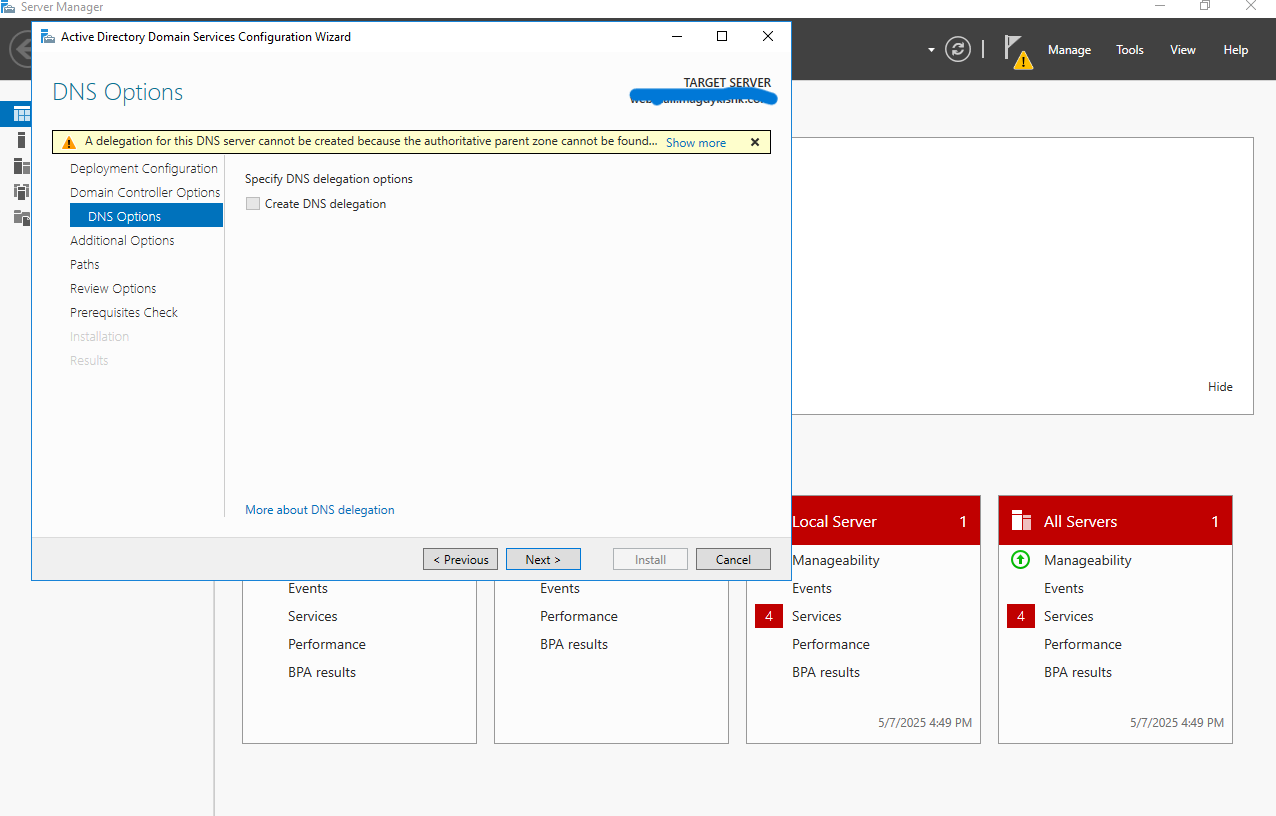 Server Manager
Active Directory Domain Services Configuration Wizard
Manage Tools View Help
DNS Options
TARGET SERVER
A delegation for this DNS server cannot be created because the authoritative parent zone cannot be found... Show more
Deployment Configuration
Domain Controller Options
DNS Options
Additional Options
Paths
Review Options
Prerequisites Check
Installation
Results
Specify DNS delegation options
Create DNS delegation
More about DNS delegation
< Previous Next > Install Cancel
Hide
Events
Services
Performance
BPA results
Events
Performance
BPA results
Local Server 1
Manageability
Events
4 Services
Performance
BPA results
5/7/2025 4:49 PM
All Servers 1
Manageability
Events
4 Services
Performance
BPA results
5/7/2025 4:49 PM